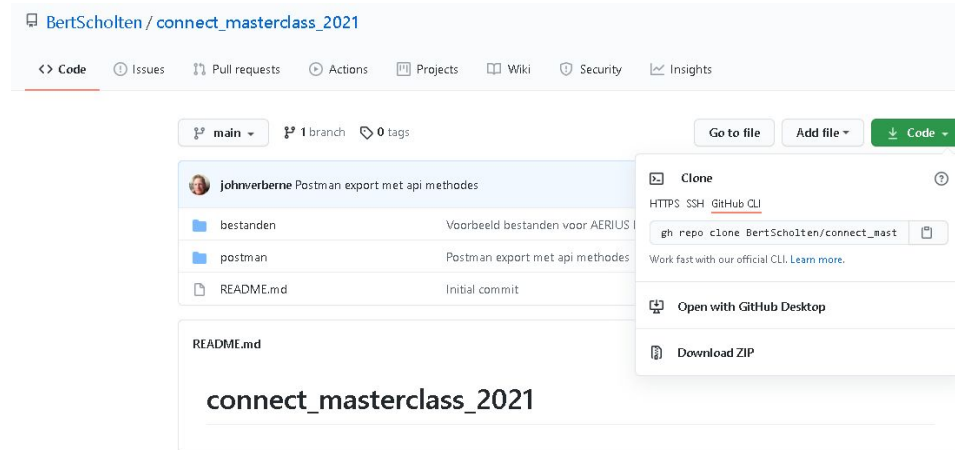 BertScholten / connect_masterclass_2021
Code Issues Pull requests Actions Projects Wiki Security Insights
main 1 branch 0 tags Go to file Add file Code
johnverberne Postman export met api methodes
bestanden Voorbeeld bestanden voor AERIUS
postman Postman export met api methodes
README.md Initial commit
Clone
HTTPS SSH GitHub CLI
gh repo clone BertScholten/connect_mast
Work fast with our official CLI. Learn more.
Open with GitHub Desktop
Download ZIP
README.md
connect_masterclass_2021